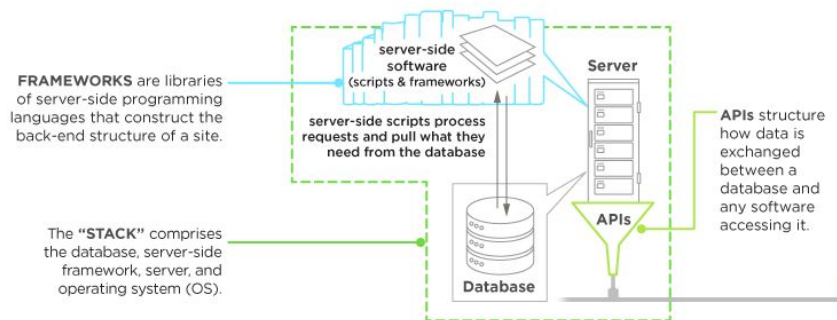 FRAMEWORKS are libraries
of server-side programming
languages that construct the
back-end structure of a site.
server-side
software
(scripts & frameworks)
server-side scripts process
requests and pull what they
need from the database
Server
APIs
APIs structure
how data is
exchanged
between a
database and
any software
accessing it.
The “STACK” comprises
the database, server-side
framework, server, and
operating system (OS).
Database